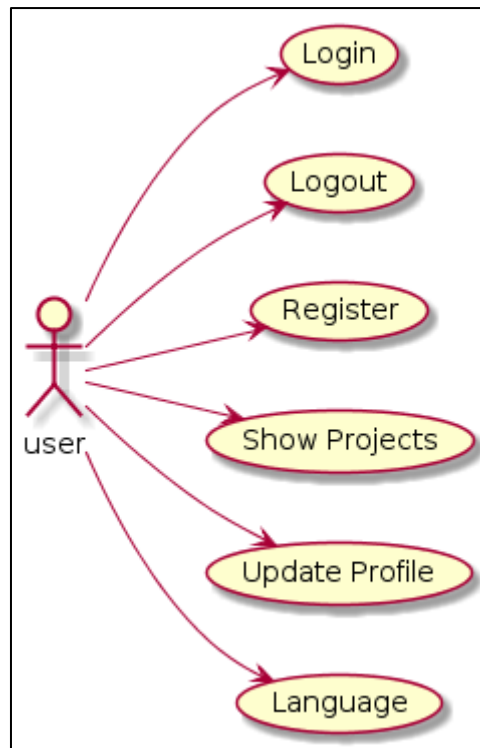 Login
Logout
Register
Show Projects
user
Update Profile
Language